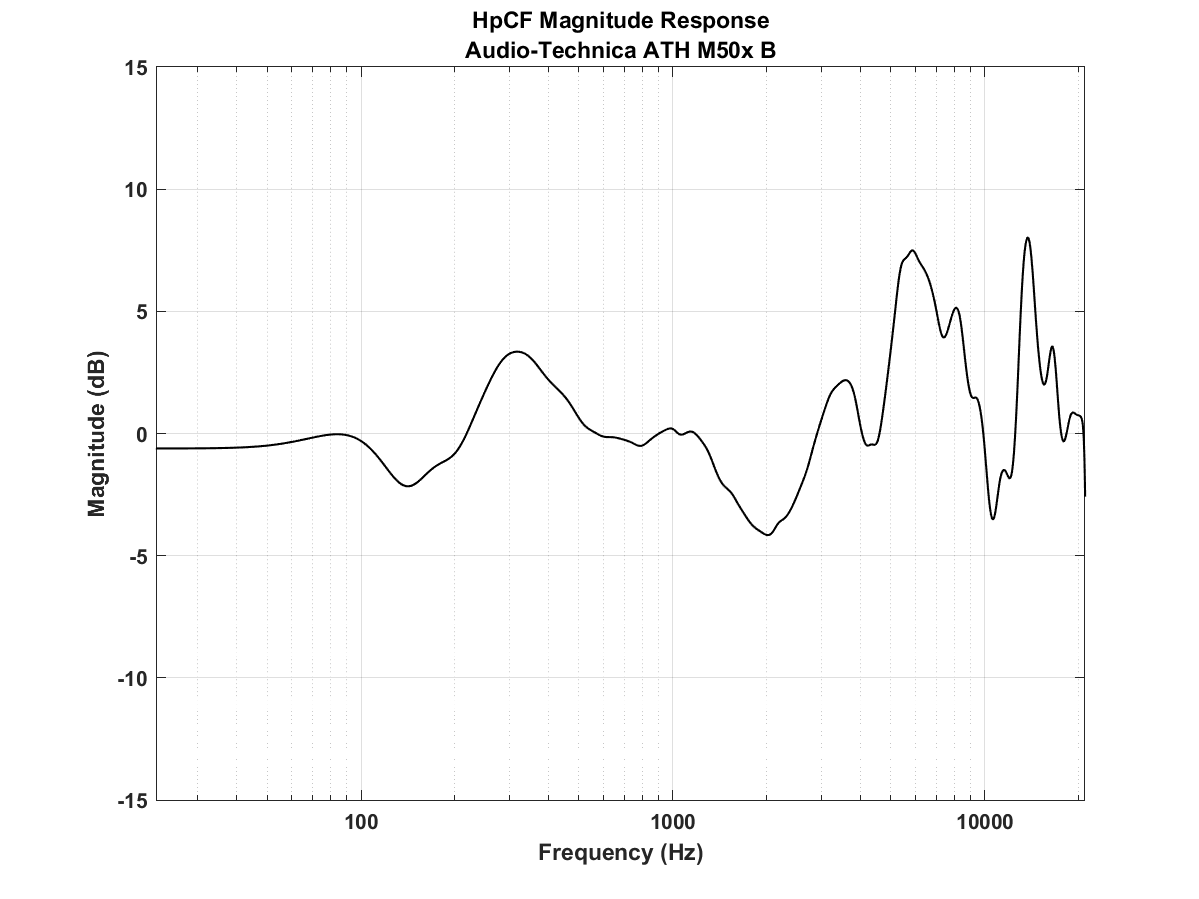 HpCF Magnitude Response
Audio-Technica ATH M50x B
15
10
5
0
-5
-10
-15
Magnitude (dB)
100
1000
10000
Frequency (Hz)